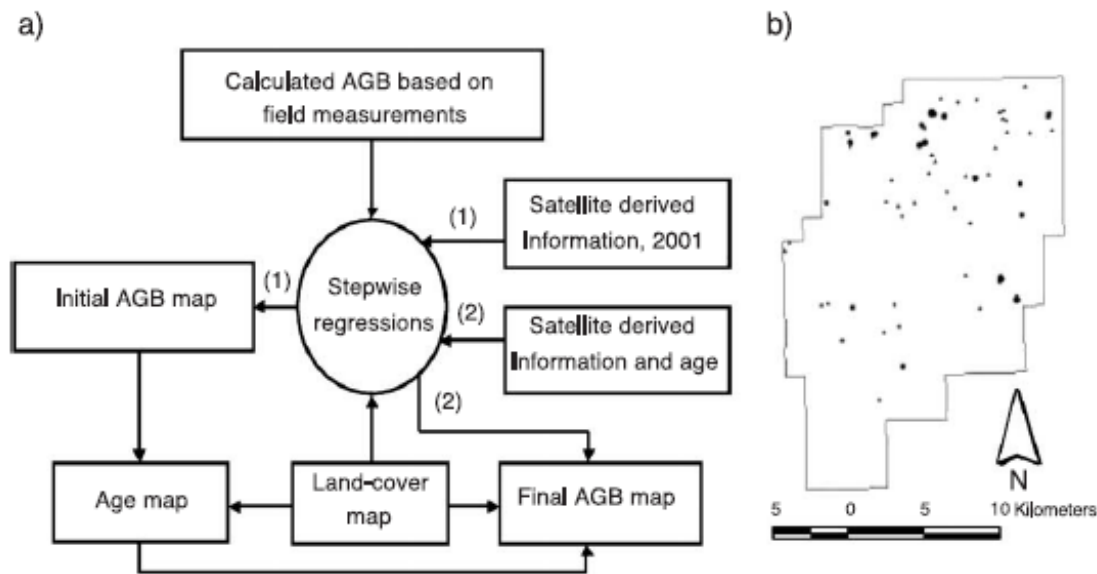 a)
Calculated AGB based on
field measurements
(1)
Satellite derived
Information, 2001
Initial AGB map
(1)
Stepwise
regressions
(2)
Satellite derived
Information and age
(2)
Age map
Land-cover
map
Final AGB map
b)
N
5 0 5 10 Kilometers